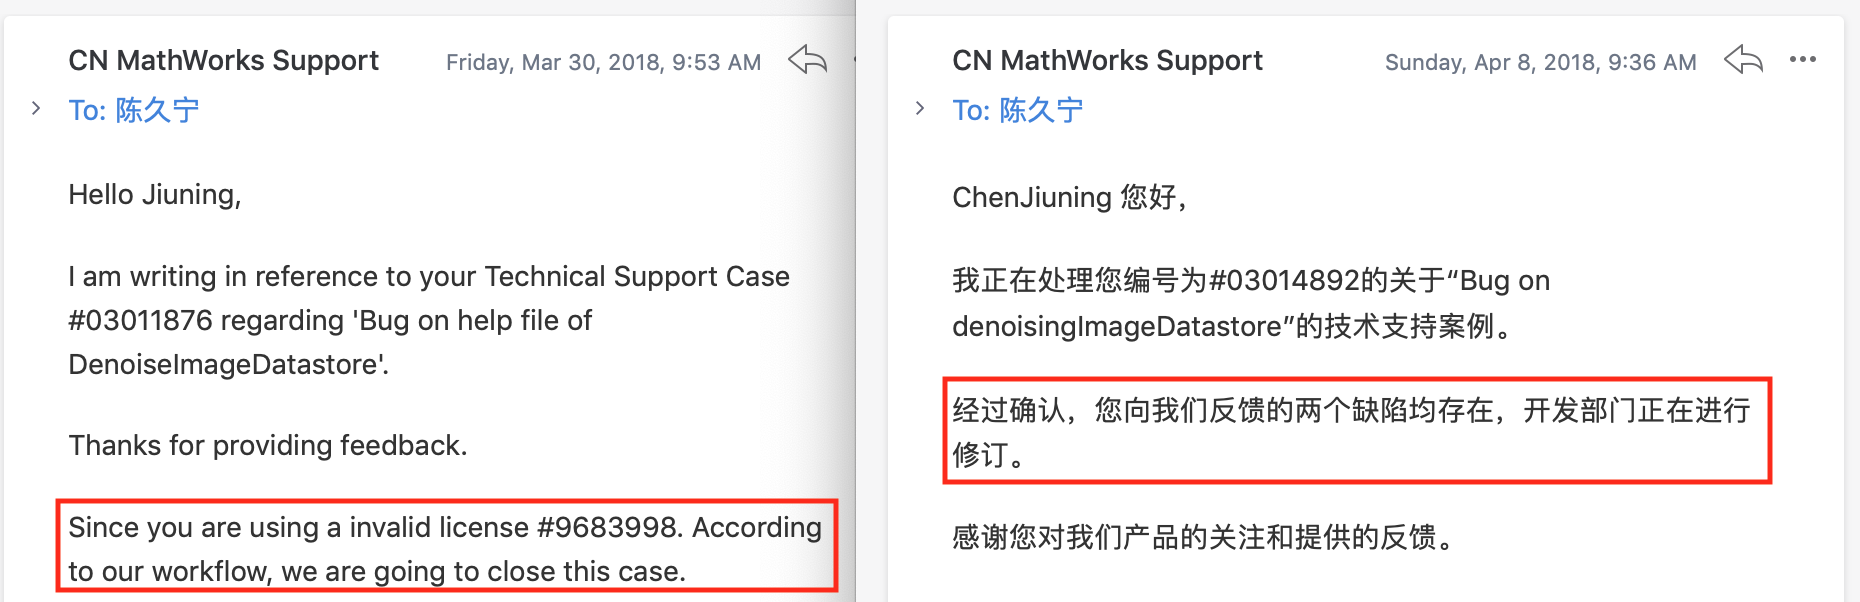 CN MathWorks Support
Friday, Mar 30, 2018, 9:53 AM
To: 陈久宁
Hello Jiuning,
I am writing in reference to your Technical Support Case
#03011876 regarding 'Bug on help file of
DenoiseImageDatastore'.
Thanks for providing feedback.
Since you are using a invalid license #9683998. According
to our workflow, we are going to close this case.
CN MathWorks Support
Sunday, Apr 8, 2018, 9:36 AM
To: 陈久宁
ChenJiuning 您好，
我正在处理您编号为#03014892的关于“Bug on
denoisingImageDatastore”的技术支持案例。
经过确认，您向我们反馈的两个缺陷均存在，开发部门正在进行
修订。
感谢您对我们产品的关注和提供的反馈。